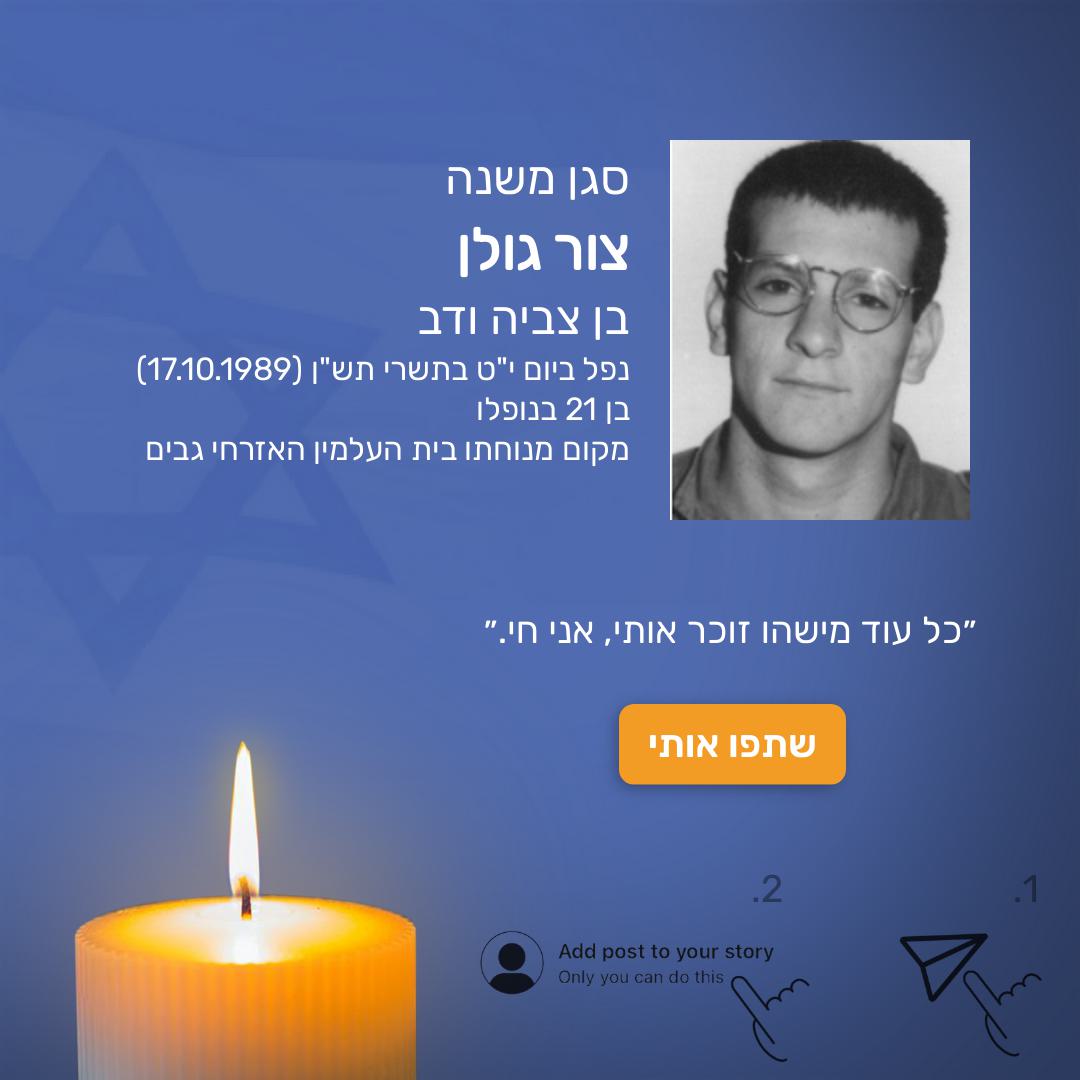 סגן משנה
צור גולן
בן צביה ודב
נפל ביום י"ט בתשרי תש"ן (17.10.1989)
בן 21 בנופלו
מקום מנוחתו בית העלמין האזרחי גבים
״כל עוד מישהו זוכר אותי, אני חי.״
שתפו אותי
.1
.2
Add post to your story
Only you can do this